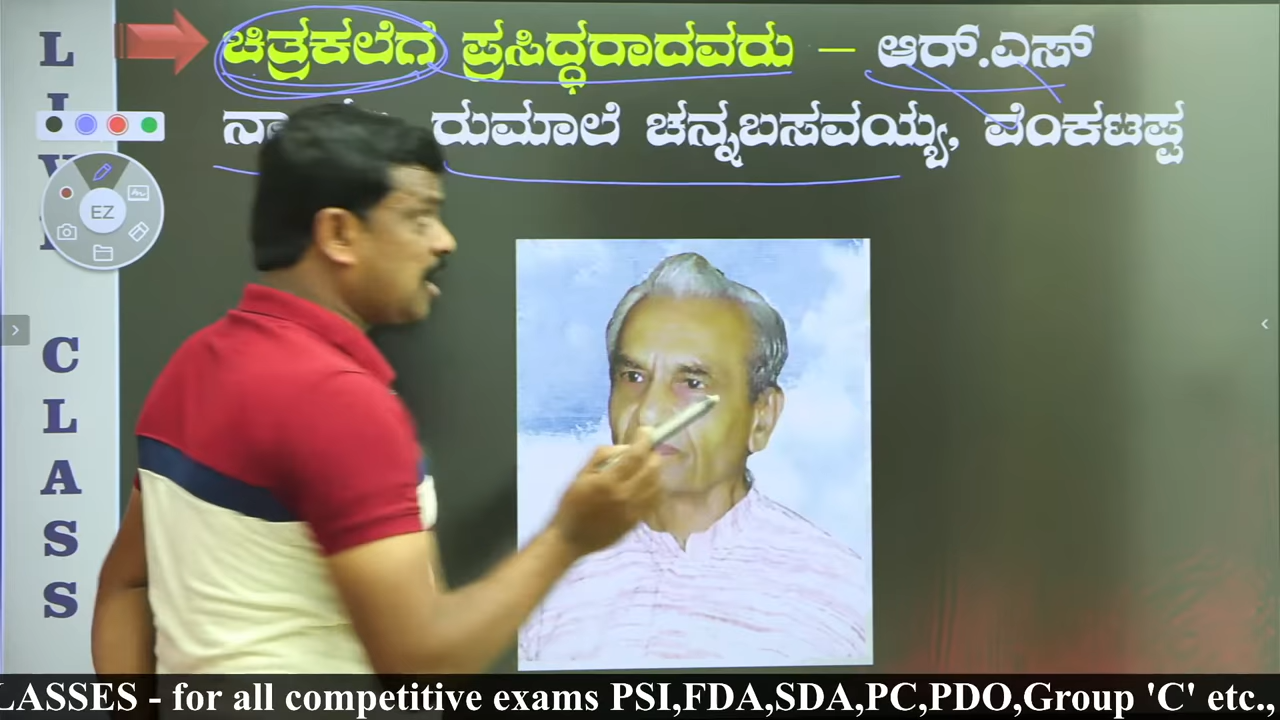 ಚಿತ್ರಕಲೆಗೆ ಪ್ರಸಿದ್ಧರಾದವರು – ಆರ್.ಎಸ್
ರುಮಾಲೆ ಚನ್ನಬಸವಯ್ಯ, ವೆಂಕಟಪ್ಪ
EZ
CLASS
LASSES - for all competitive exams PSI,FDA,SDA,PC,PDO,Group 'C' etc.,